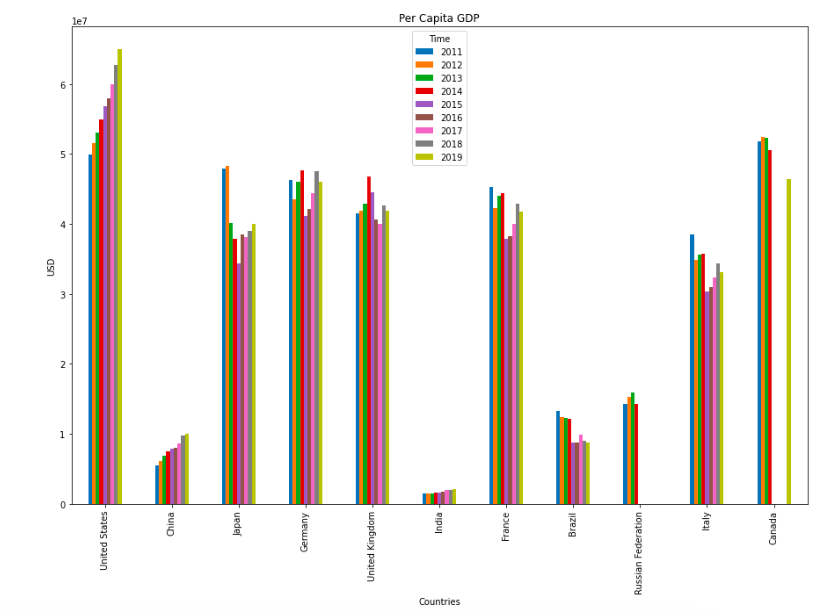 Per Capita GDP
1e7
Time
2011
2012
2013
2014
2015
2016
2017
2018
2019
6
5
4
3
2
1
0
USD
United States
China
Japan
Germany
United Kingdom
India
France
Brazil
Russian Federation
Italy
Canada
Countries